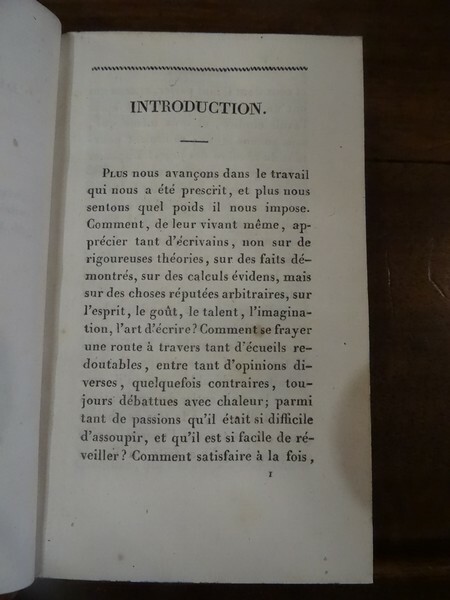 INTRODUCTION.
PLUS nous avançons dans le travail
qui nous a été prescrit, et plus nous
sentons quel poids il nous impose.
Comment, de leur vivant même, ap-
précier tant d'écrivains, non sur de
rigoureuses théories, sur des faits dé-
montrés, sur des calculs évidens, mais
sur des choses réputées arbitraires, sur
l'esprit, le goût, le talent, l'imagina-
tion, l'art d'écrire? Comment se frayer
une route à travers tant d'écueils re-
doutables, entre tant d'opinions di-
verses, quelquefois contraires, tou-
jours débattues avec chaleur; parmi
tant de passions qu'il était si difficile
d'assoupir, et qu'il est si facile de ré-
veiller? Comment satisfaire à la fois,
1